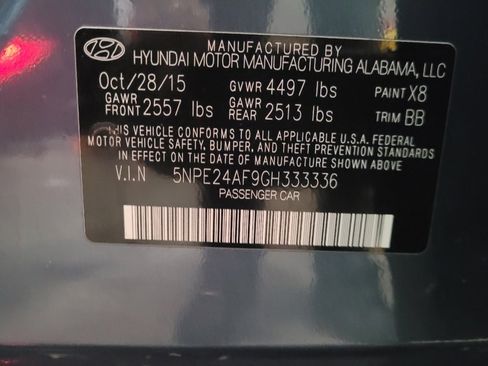 MANUFACTURED BY
HYUNDAI MOTOR MANUFACTURING ALABAMA, LLC
Oct/28/15 GVWR 4497 lbs PAINT X8
GAWR FRONT 2557 lbs GAWR REAR 2513 lbs TRIM BB
THIS VEHICLE CONFORMS TO ALL APPLICABLE U.S.A. FEDERAL
MOTOR VEHICLE SAFETY, BUMPER, AND THEFT PREVENTION STANDARDS
IN EFFECT ON THE DATE OF MANUFACTURE SHOWN ABOVE
V.I.N 5NPE24AF9GH333336
PASSENGER CAR